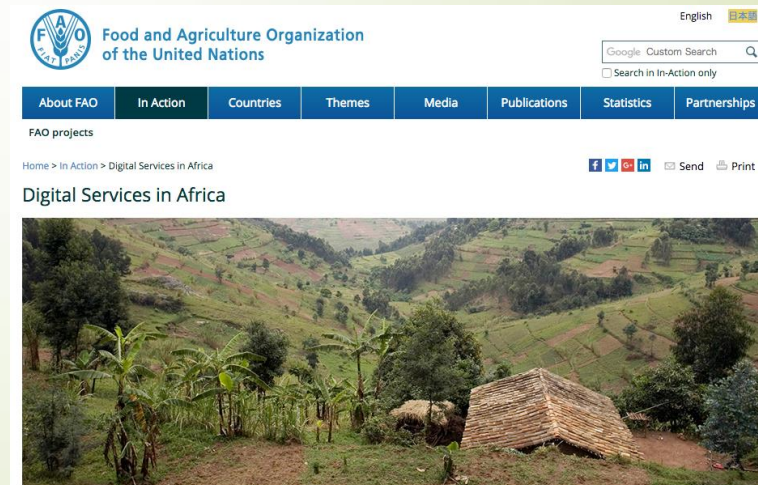 F A O
FIAT PANIS
Food and Agriculture Organization
of the United Nations
English 日本語
Google Custom Search
Search in In-Action only
About FAO In Action Countries Themes Media Publications Statistics Partnerships
FAO projects
Home > In Action > Digital Services in Africa
f G+ in Send Print
Digital Services in Africa